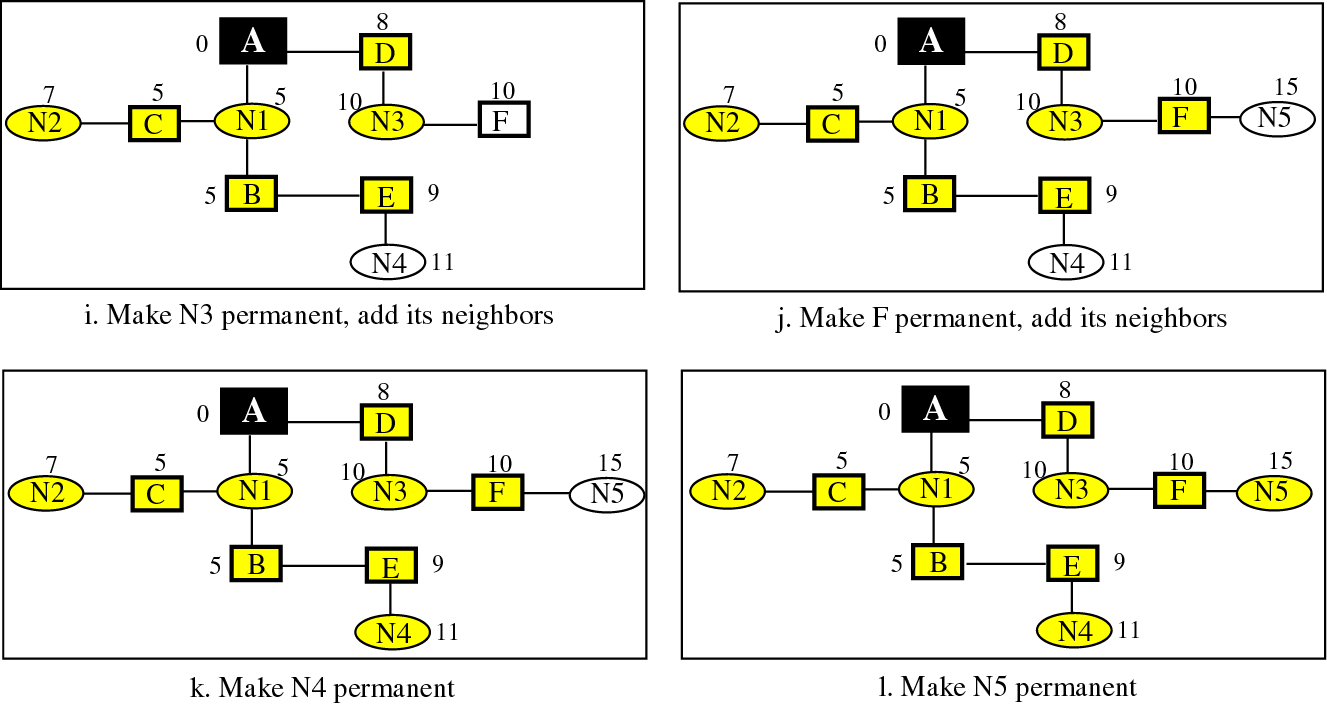 8
0 A D
7 5 5 10 10
N2 C N1 N3 F
5 B E 9
N4 11
i. Make N3 permanent, add its neighbors
8
0 A D
7 5 5 10 10 15
N2 C N1 N3 F N5
5 B E 9
N4 11
j. Make F permanent, add its neighbors
8
0 A D
7 5 5 10 10 15
N2 C N1 N3 F N5
5 B E 9
N4 11
k. Make N4 permanent
8
0 A D
7 5 5 10 10 15
N2 C N1 N3 F N5
5 B E 9
N4 11
l. Make N5 permanent